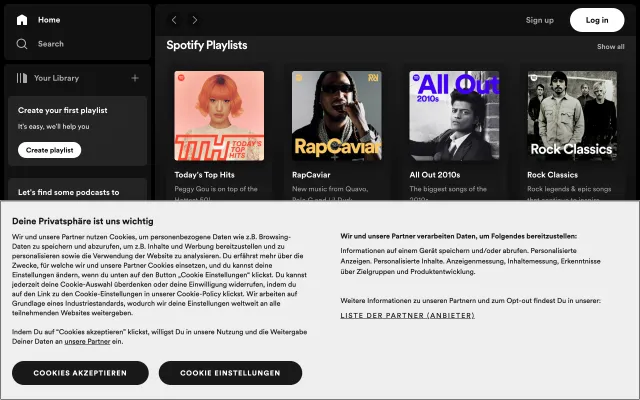 Home
Search
Your Library
Create your first playlist
It's easy, we'll help you
Create playlist
Let's find some podcasts to
Sign up
Log in
Spotify Playlists
Show all
TTH TODAY'S TOP HITS
RapCaviar
All Out
2010s
Rock Classics
Today's Top Hits
Peggy Gou is on top of the
Hottest 50!
RapCaviar
New music from Quavo,
All Out 2010s
The biggest songs of the
2010s.
Rock Classics
Rock legends & epic songs
that continue to inspire
Deine Privatsphäre ist uns wichtig
Wir und unsere Partner nutzen Cookies, um personenbezogene Daten wie z.B. Browsing-
Daten zu speichern und abzurufen, um z.B. Inhalte und Werbung bereitzustellen und zu
personalisieren sowie die Verwendung der Website zu analysieren. Du erfährst mehr über die
Zwecke, für welche wir und unsere Partner Cookies einsetzen, und du kannst deine
Einstellungen ändern, wenn du unten auf den Button „Cookie Einstellungen" klickst. Du kannst
jederzeit deine Cookie-Auswahl überdenken oder deine Einwilligung widerrufen, indem du
auf den Link zu den Cookie-Einstellungen in unserer Cookie-Policy klickst. Wir arbeiten auf
Grundlage eines Industriestandards, wodurch wir deine Einstellungen weltweit an alle
teilnehmenden Websites weitergeben.
Indem Du auf "Cookies akzeptieren" klickst, willigst Du in unsere Nutzung und die Weitergabe
Deiner Daten an unsere Partner ein.
COOKIES AKZEPTIEREN
COOKIE EINSTELLUNGEN
Wir und unsere Partner verarbeiten Daten, um Folgendes bereitzustellen:
Informationen auf einem Gerät speichern und/oder abrufen. Personalisierte
Anzeigen. Personalisierte Inhalte. Anzeigenmessung, Inhaltemessung, Erkenntnisse
über Zielgruppen und Produktentwicklung.
Weitere Informationen zu unseren Partnern und zum Opt-out findest Du in unserer:
LISTE DER PARTNER (ANBIETER)